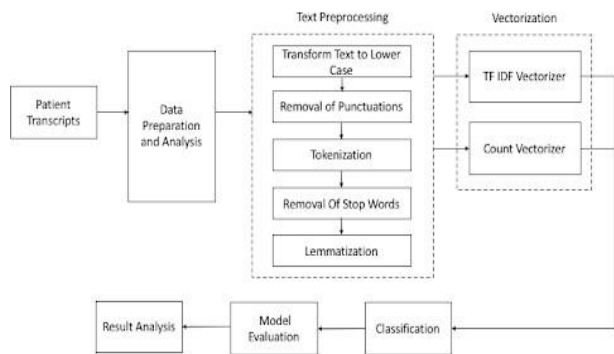 Text Preprocessing
Vectorization
Transform Text to Lower
Case
Removal of Punctuations
Tokenization
Removal Of Stop Words
Lemmatization
TF IDF Vectorizer
Count Vectorizer
Patient
Transcripts
Data
Preparation
and Analysis
Result Analysis
Model
Evaluation
Classification